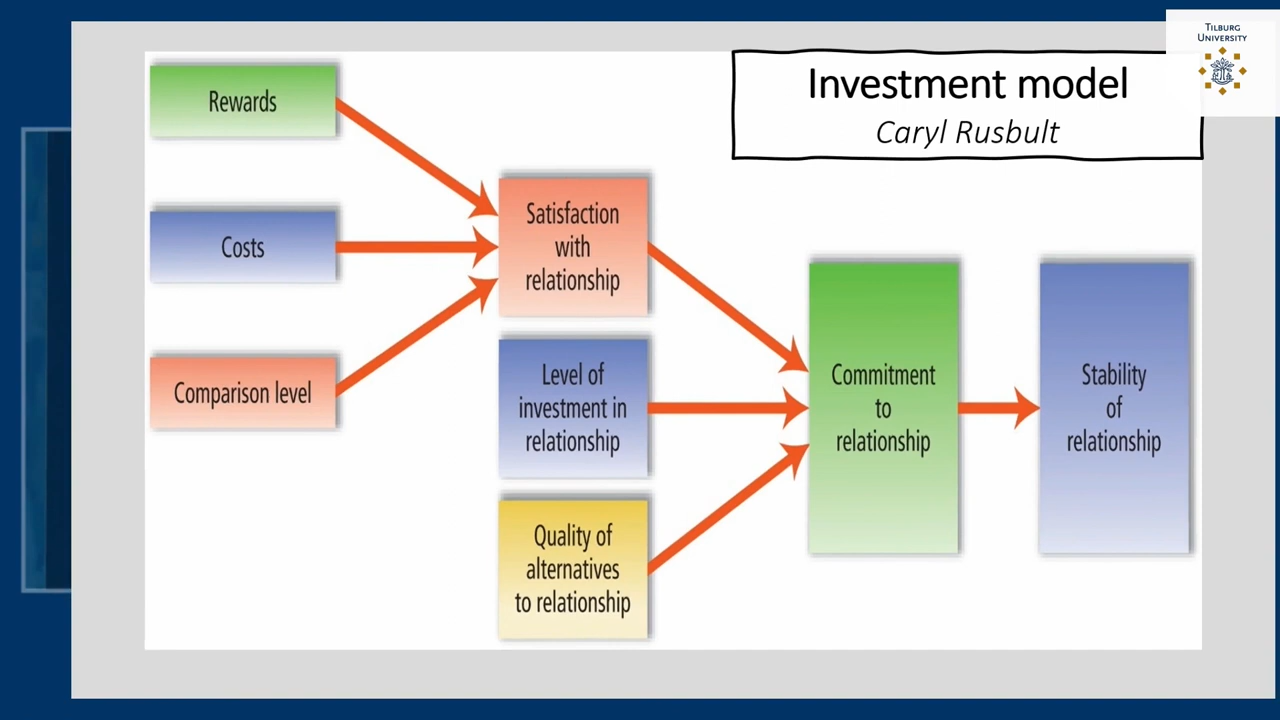 TILBURG
UNIVERSITY
Investment model
Caryl Rusbult
Rewards
Costs
Comparison level
Satisfaction
with
relationship
Level of
investment in
relationship
Quality of
alternatives
to relationship
Commitment
to
relationship
Stability
of
relationship